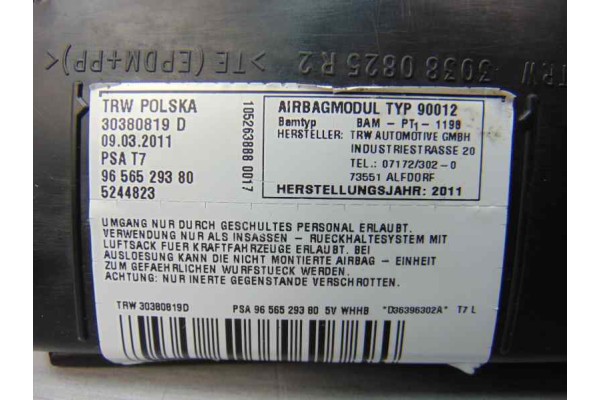 TRW 3038 0825 R2 >TE(EPDM+PP)<
TRW POLSKA
30380819 D
09.03.2011
PSA T7
96 565 293 80
5244823
1052638880017
AIRBAGMODUL TYP 90012
Bamtyp BAM - PT1- 1198
HERSTELLER: TRW AUTOMOTIVE GMBH
INDUSTRIESTRASSE 20
TEL.: 07172/302-0
73551 ALFDORF
HERSTELLUNGSJAHR: 2011
UMGANG NUR DURCH GESCHULTES PERSONAL ERLAUBT.
VERWENDUNG NUR ALS INSASSEN - RUECKHALTESYSTEM MIT
LUFTSACK FUER KRAFTFAHRZEUGE ERLAUBT. BEI
AUSLOESUNG KANN DIE NICHT MONTIERTE AIRBAG - EINHEIT
ZUM GEFAEHRLICHEN WURFSTUECK WERDEN.
ACHTUNG: NUR INERTE GEGENSTANDE VERSCHROTTEN.
TRW 30380819D PSA 96 565 293 80 5V WHHB *D36396302A* T7 L